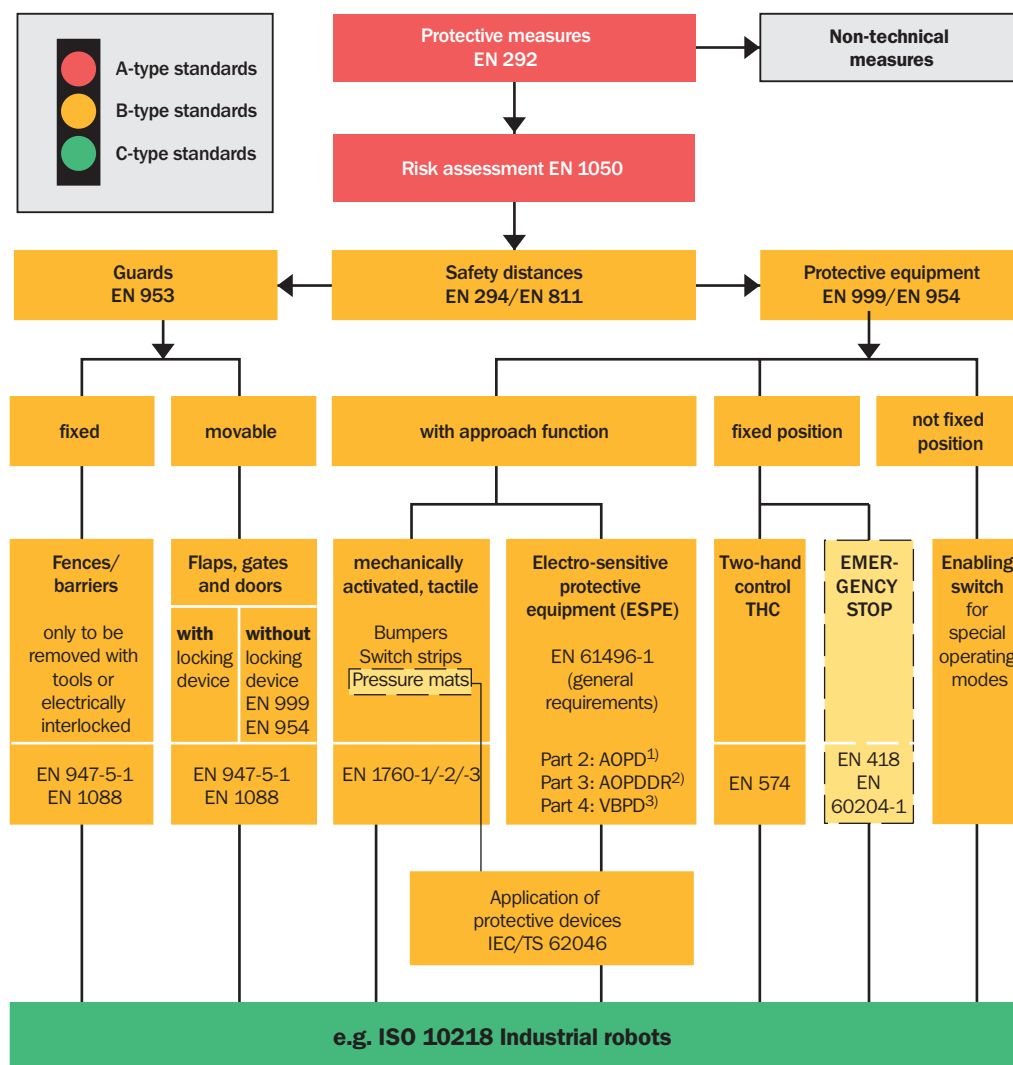 A-type standards
B-type standards
C-type standards
Protective measures
EN 292
Non-technical
measures
Risk assessment EN 1050
Guards
EN 953
Safety distances
EN 294/EN 811
Protective equipment
EN 999/EN 954
fixed
movable
with approach function
fixed position
not fixed
position
Fences/
barriers
only to be
removed with
tools or
electrically
interlocked
EN 947-5-1
EN 1088
Flaps, gates
and doors
with
locking
device
without
locking
device
EN 999
EN 954
EN 947-5-1
EN 1088
mechanically
activated, tactile
Bumpers
Switch strips
Pressure mats
EN 1760-1/-2/-3
Electro-sensitive
protective
equipment (ESPE)
EN 61496-1
(general
requirements)
Part 2: AOPD1)
Part 3: AOPDDR2)
Part 4: VBPD3)
Two-hand
control
THC
EN 574
EMER-
GENCY
STOP
EN 418
EN
60204-1
Enabling
switch for
special
operating
modes
Application of
protective devices
IEC/TS 62046
e.g. ISO 10218 Industrial robots